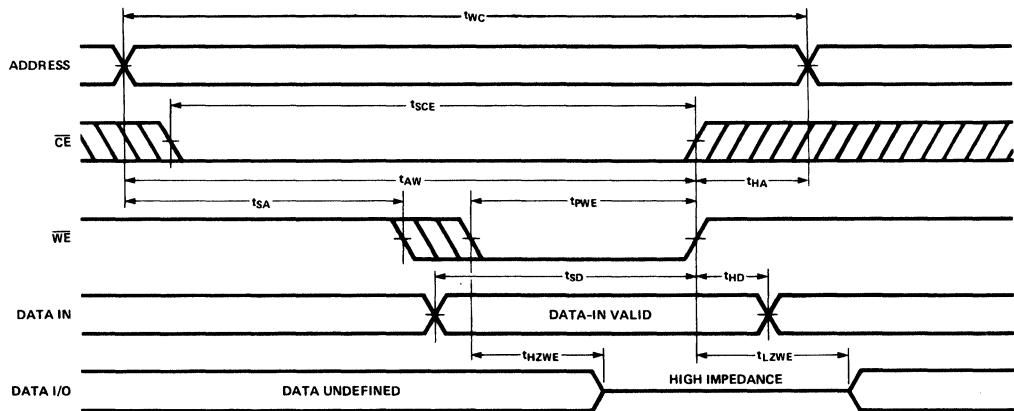 tWC
ADDRESS
tSCE
CE
tAW
tHA
tSA
tPWE
WE
tSD
tHD
DATA IN
DATA-IN VALID
tHZWE
tLZWE
DATA I/O
DATA UNDEFINED
HIGH IMPEDANCE